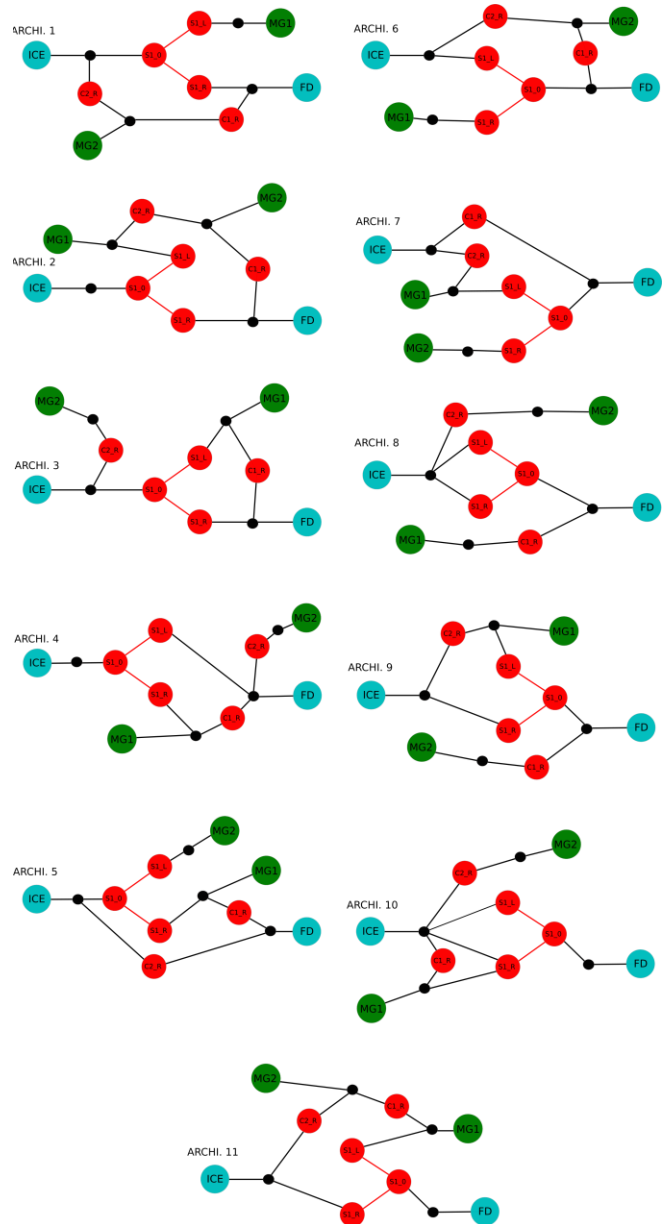 ARCHI. 1
S1_L
MG1
ICE
S1_0
C2_R
S1_R
FD
C1_R
MG2
ARCHI. 6
C2_R
MG2
ICE
S1_L
C1_R
S1_0
FD
MG1
S1_R
ARCHI. 2
C2_R
MG2
MG1
S1_L
C1_R
ICE
S1_0
S1_R
FD
ARCHI. 7
C1_R
ICE
C2_R
FD
MG1
S1_L
S1_0
MG2
S1_R
ARCHI. 3
MG2
MG1
C2_R
S1_L
C1_R
ICE
S1_0
S1_R
FD
ARCHI. 8
C2_R
MG2
S1_L
ICE
S1_0
S1_R
FD
MG1
C1_R
ARCHI. 4
MG2
S1_L
C2_R
ICE
S1_0
S1_R
FD
C1_R
MG1
ARCHI. 9
C2_R
MG1
S1_L
ICE
S1_0
S1_R
FD
MG2
C1_R
ARCHI. 5
MG2
S1_L
MG1
ICE
S1_0
C1_R
S1_R
FD
C2_R
ARCHI. 10
MG2
C2_R
S1_L
ICE
S1_0
C1_R
S1_R
FD
MG1
ARCHI. 11
MG2
C1_R
C2_R
MG1
S1_L
ICE
S1_0
S1_R
FD